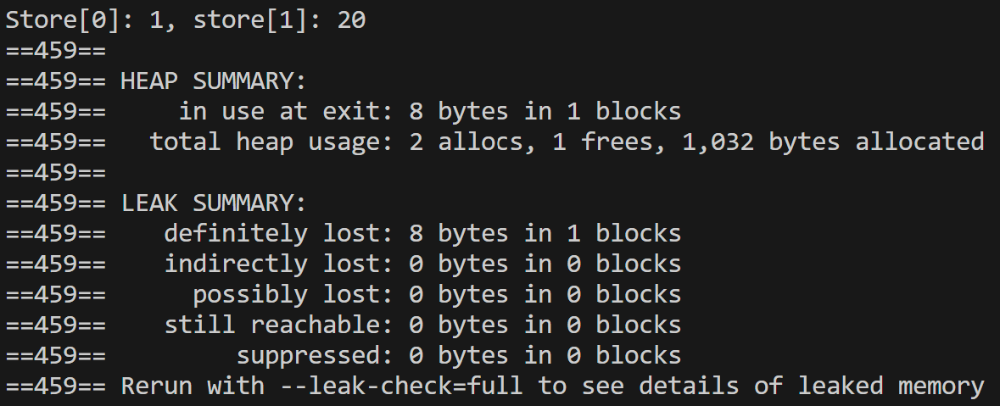 Store[0]: 1, store[1]: 20
==459==
==459== HEAP SUMMARY:
==459==     in use at exit: 8 bytes in 1 blocks
==459==   total heap usage: 2 allocs, 1 frees, 1,032 bytes allocated
==459==
==459== LEAK SUMMARY:
==459==    definitely lost: 8 bytes in 1 blocks
==459==    indirectly lost: 0 bytes in 0 blocks
==459==      possibly lost: 0 bytes in 0 blocks
==459==    still reachable: 0 bytes in 0 blocks
==459==         suppressed: 0 bytes in 0 blocks
==459== Rerun with --leak-check=full to see details of leaked memory